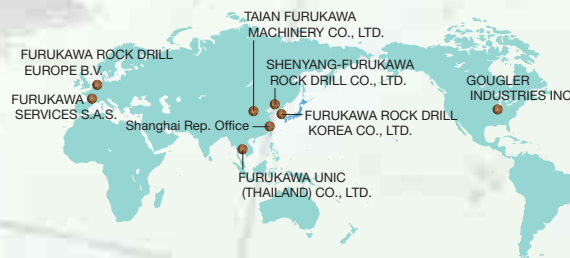 TAIAN FURUKAWA
MACHINERY CO., LTD.
FURUKAWA ROCK DRILL
EUROPE B.V.
SHENYANG-FURUKAWA
ROCK DRILL CO., LTD.
GOUGLER
INDUSTRIES INC
FURUKAWA
SERVICES S.A.S.
Shanghai Rep. Office
FURUKAWA ROCK DRILL
KOREA CO., LTD.
FURUKAWA UNIC
(THAILAND) CO., LTD.